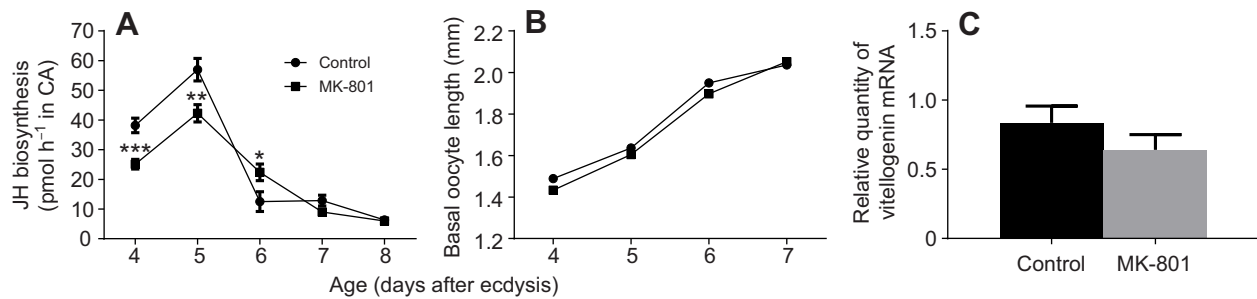 A
JH biosynthesis
(pmol h⁻¹ in CA)
70
60
50
40
30
20
10
0
4
5
6
7
8
Control
MK-801
***
**
*
B
Basal oocyte length (mm)
2.2
2.0
1.8
1.6
1.4
1.2
4
5
6
7
Age (days after ecdysis)
C
Relative quantity of
vitellogenin mRNA
1.5
1.0
0.5
0
Control
MK-801